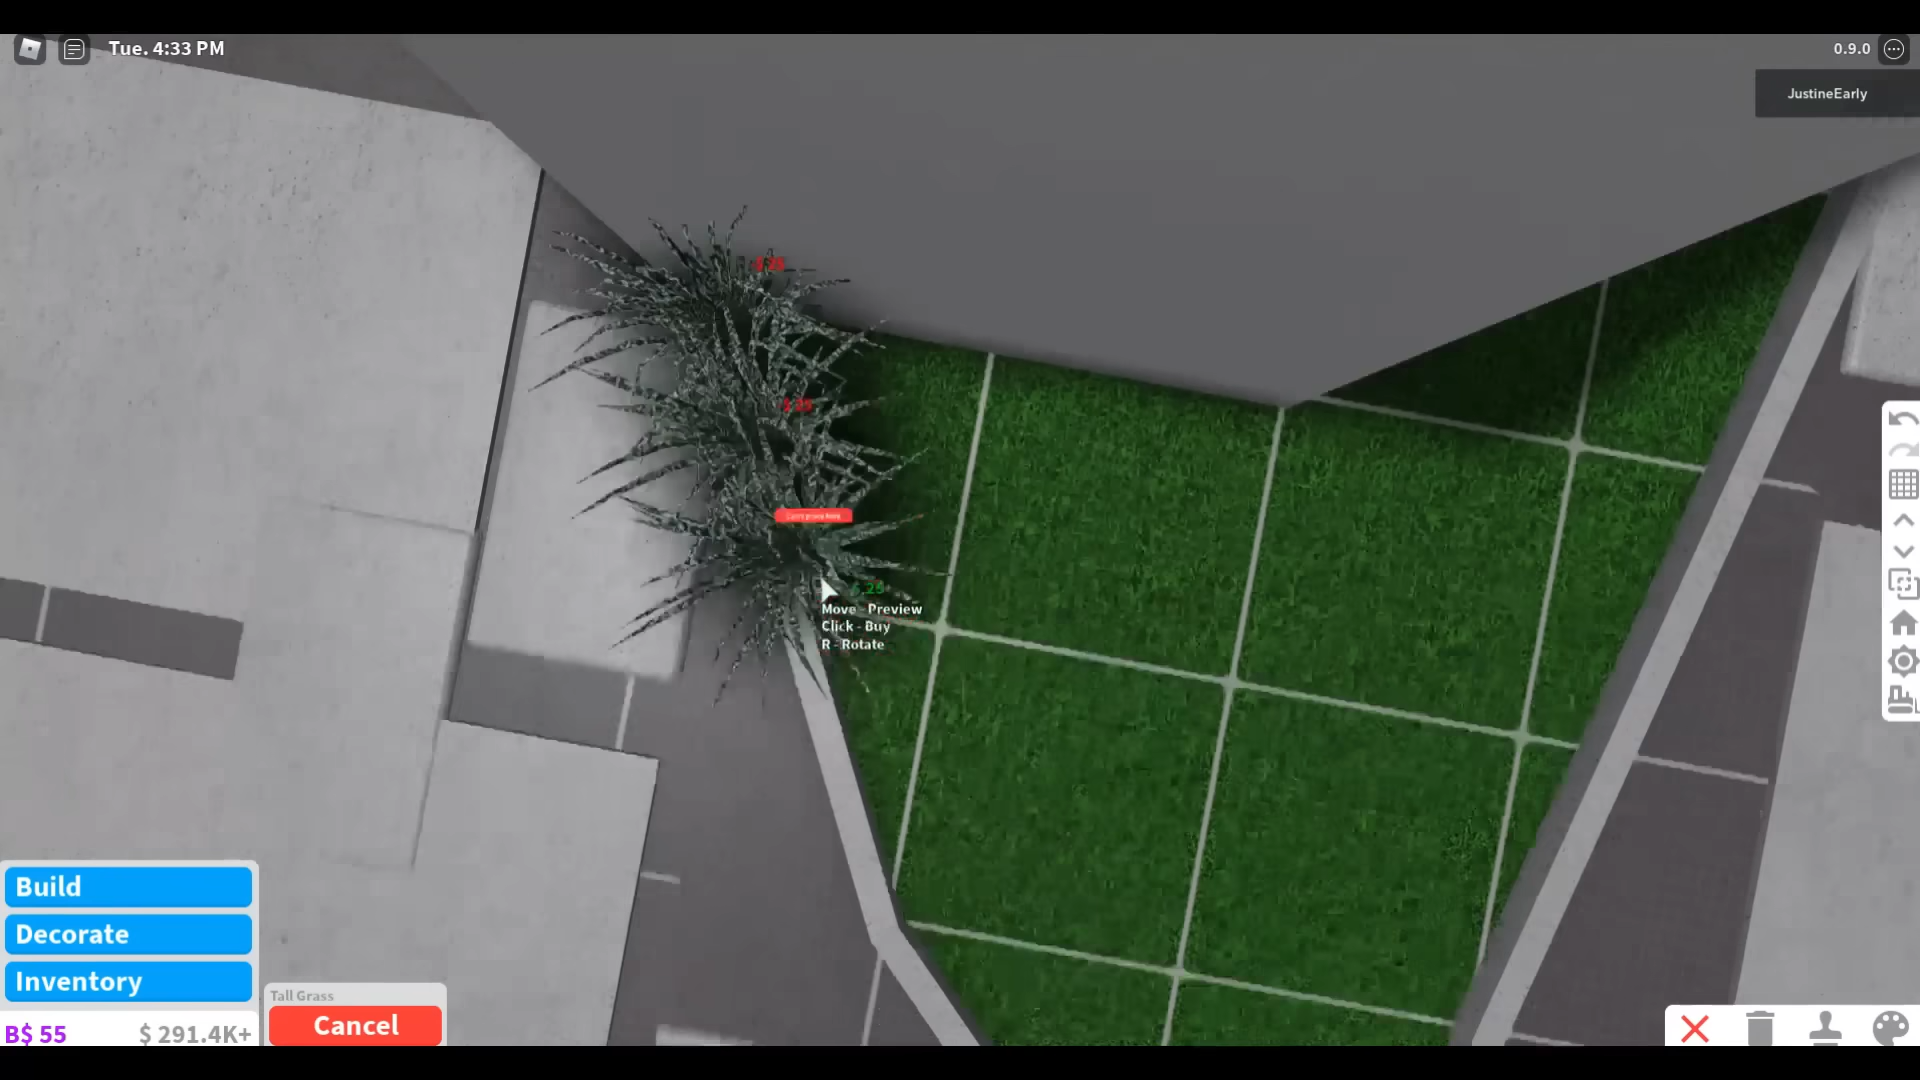 Tue. 4:33 PM
0.9.0
JustineEarly
Move - Preview
Click - Buy
R - Rotate
Build
Decorate
Inventory
Tall Grass
Cancel
B$ 55
$ 291.4K+